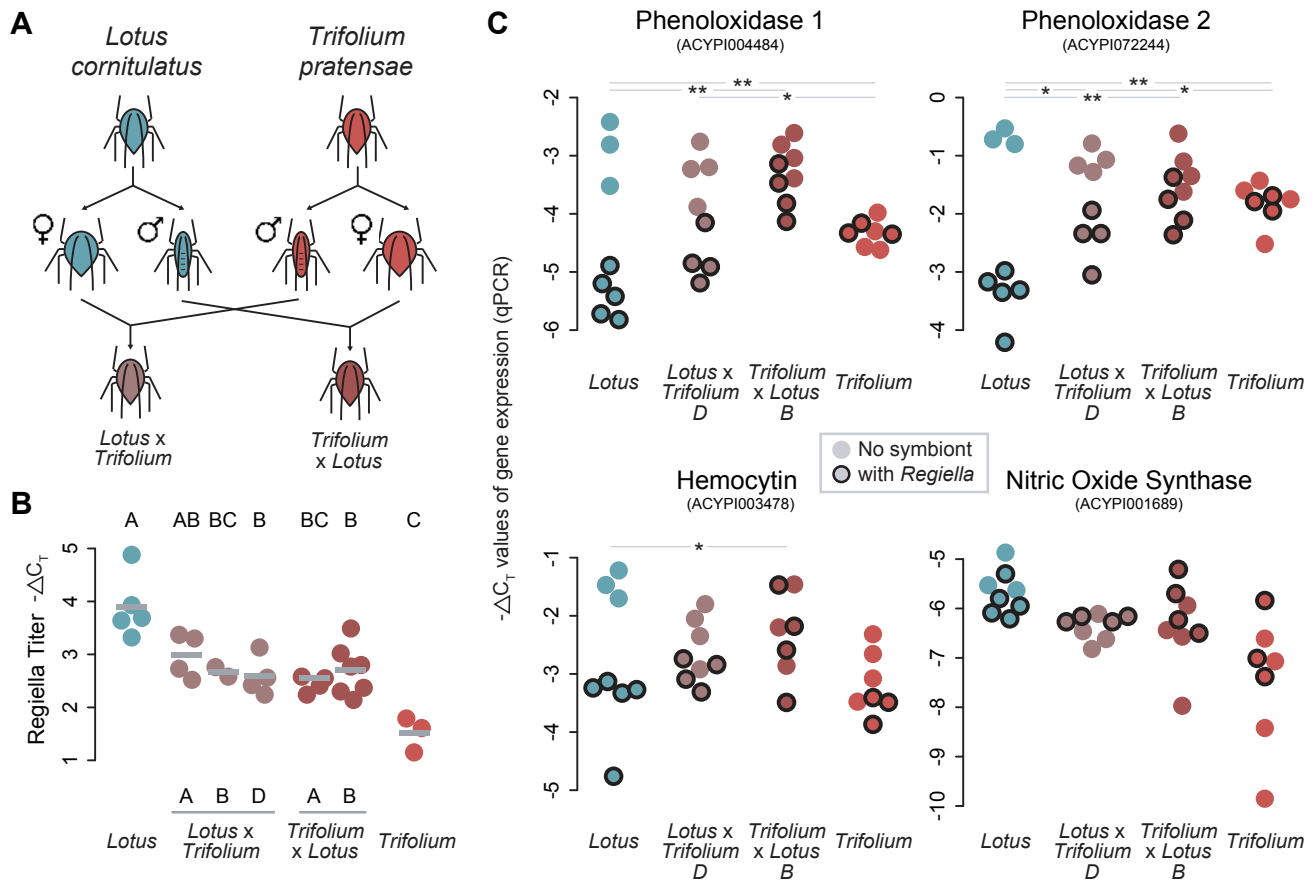 A
Lotus
cornitulatus
Trifolium
pratensae
♀
♂
♂
♀
Lotus x
Trifolium
Trifolium
x Lotus
B
A
AB
BC
B
BC
B
C
Regiella Titer -△CT
5
4
3
2
1
A
B
D
A
B
Lotus
Lotus x
Trifolium
Trifolium
x Lotus
Trifolium
C
-△CT values of gene expression (qPCR)
Phenoloxidase 1
(ACYPI004484)
**
**
*
-2
-3
-4
-5
-6
Lotus
Lotus x
Trifolium
D
Trifolium
x Lotus
B
Trifolium
Phenoloxidase 2
(ACYPI072244)
**
*
*
**
0
-1
-2
-3
-4
Lotus
Lotus x
Trifolium
D
Trifolium
x Lotus
B
Trifolium
No symbiont
with Regiella
Hemocytin
(ACYPI003478)
*
-1
-2
-3
-4
-5
Lotus
Lotus x
Trifolium
D
Trifolium
x Lotus
B
Trifolium
Nitric Oxide Synthase
(ACYPI001689)
-5
-6
-7
-8
-9
-10
Lotus
Lotus x
Trifolium
D
Trifolium
x Lotus
B
Trifolium